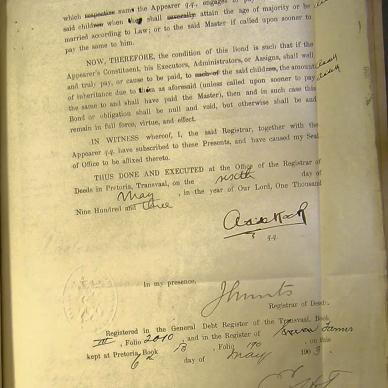 which respective sums the Appearer q.q., engages to pay
said children when they shall severally attain the age of majority or be
married according to Law; or to the said Master if called upon sooner to
pay the same to him.
NOW, THEREFORE, the condition of this Bond is such that if the
Appearer's Constituent, his Executors, Administrators, or Assigns, shall well
and truly pay, or cause to be paid, to each of the said children, the amount
of inheritance due to as aforesaid (unless called upon sooner to pay
the same to and shall have paid the Master), then and in such case this
Bond or obligation shall be null and void, but otherwise shall be and
remain in full force, virtue, and effect.
IN WITNESS whereof, I, the said Registrar, together with the
Appearer q.q. have subscribed to these Presents, and have caused my Seal
of Office to be affixed thereto.
THUS DONE AND EXECUTED at the Office of the Registrar of
Deeds in Pretoria, Transvaal, on the sixth day of
May, in the year of Our Lord, One Thousand
Nine Hundred and three
q.q.
In my presence,
Registrar of Deeds.
Registered in the General Debt Register of the Transvaal, Book
III, Folio 2010, and in the Register of
kept at Pretoria, Book B, Folio 170, on this
6th day of May 1903.